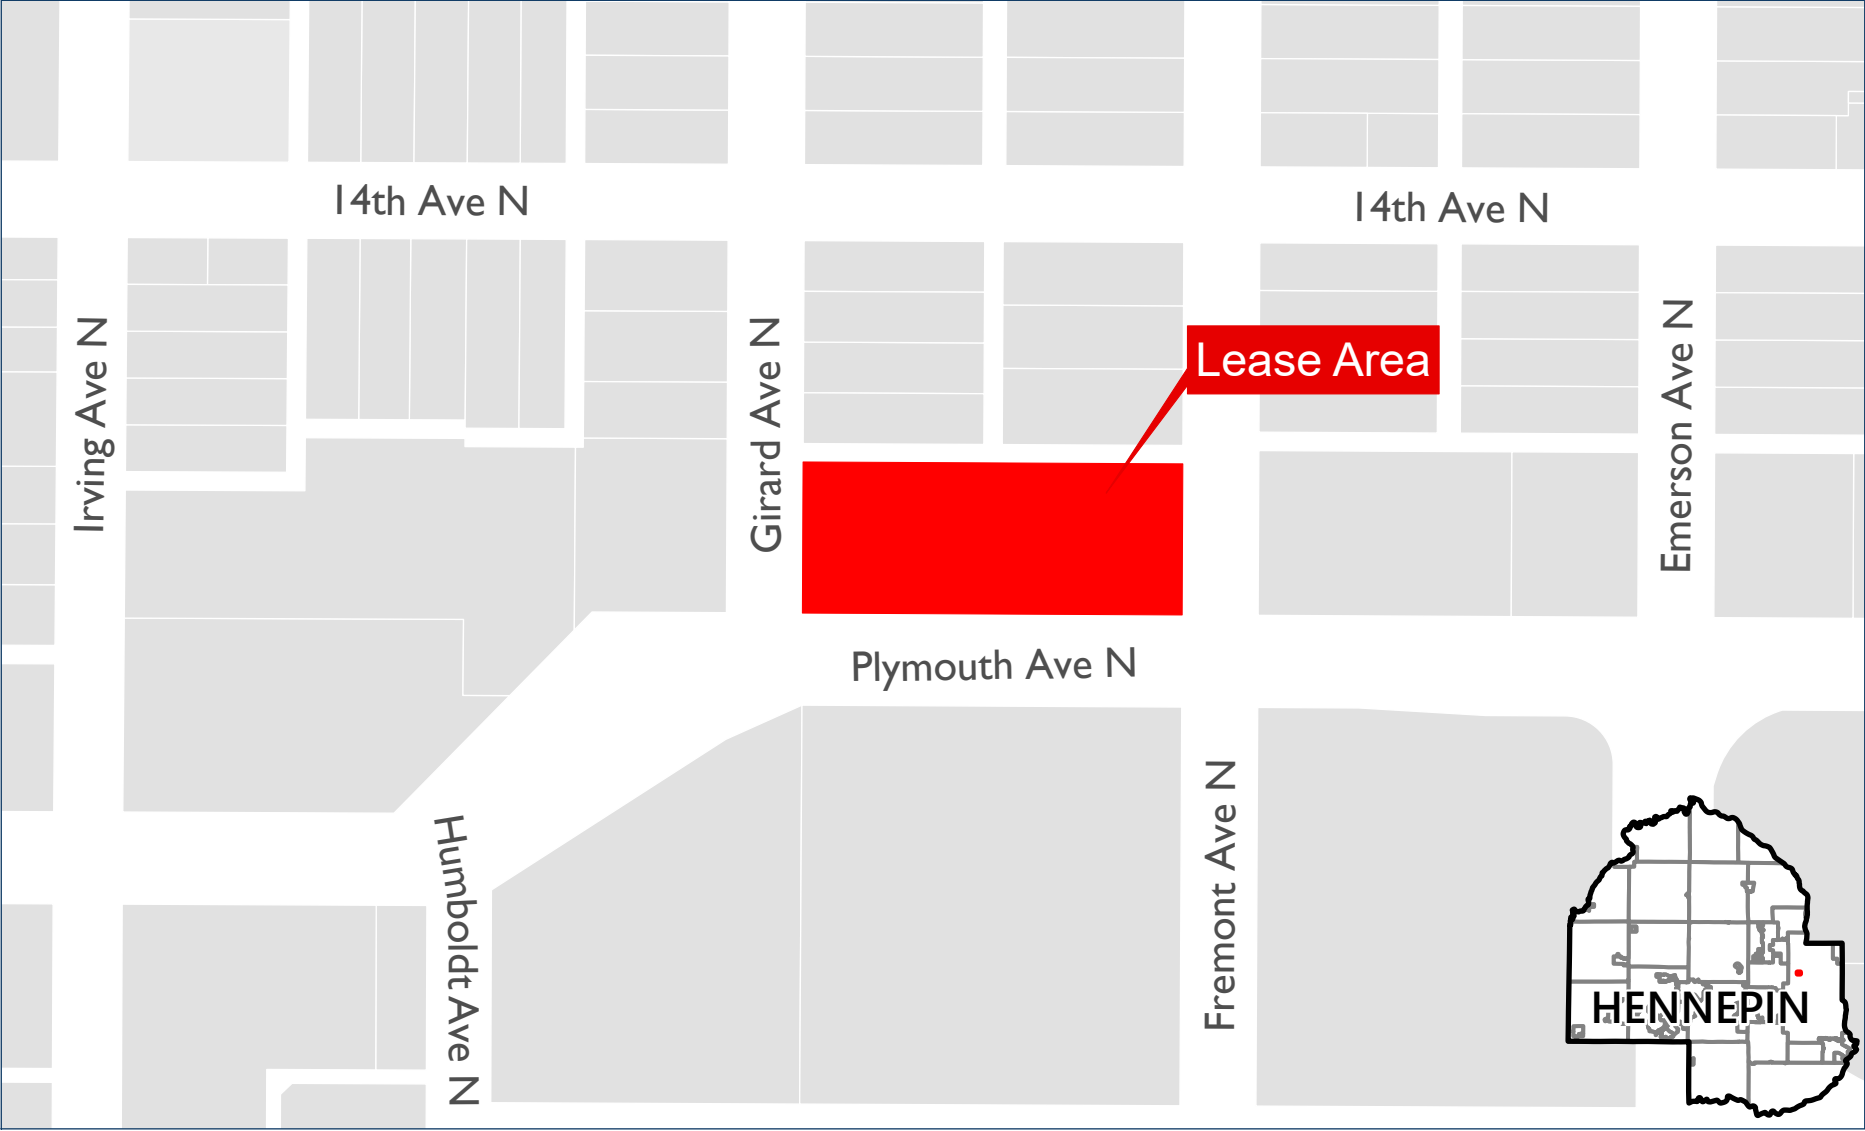 14th Ave N
14th Ave N
Irving Ave N
Girard Ave N
Lease Area
Emerson Ave N
Plymouth Ave N
Humboldt Ave N
Fremont Ave N
HENNEPIN